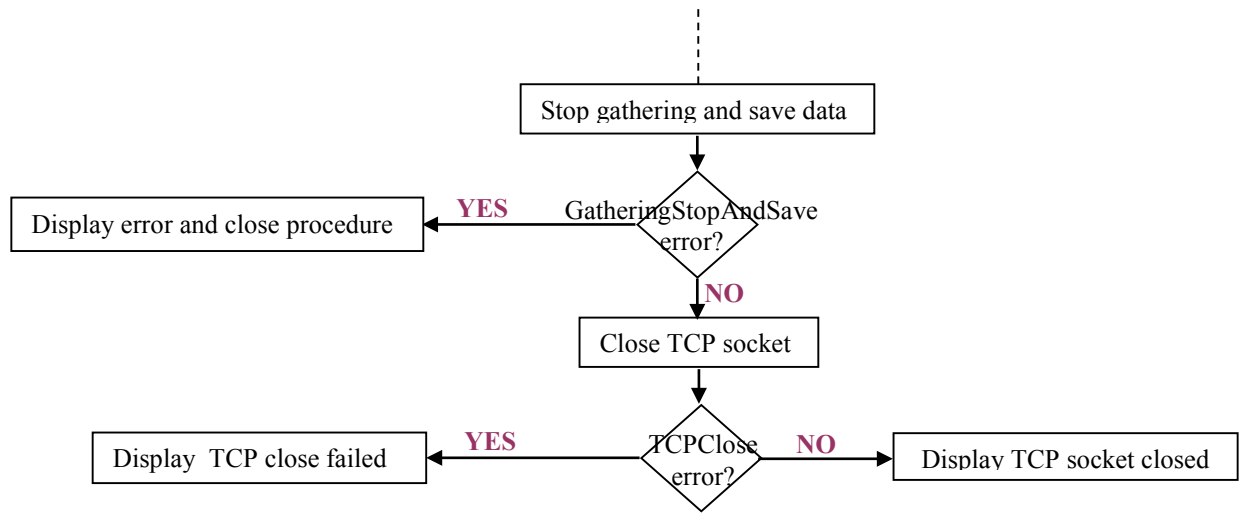 Stop gathering and save data
GatheringStopAndSave
error?
YES
Display error and close procedure
NO
Close TCP socket
TCPClose
error?
YES
Display TCP close failed
NO
Display TCP socket closed